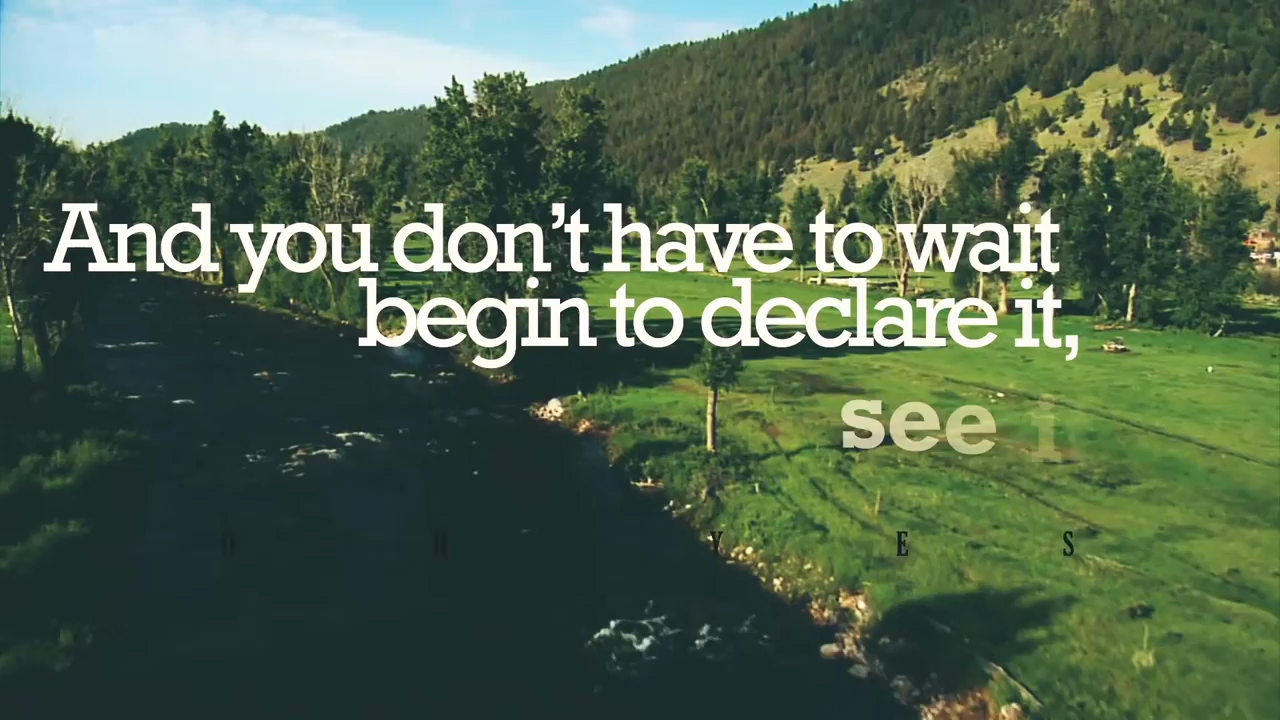 And you don’t have to wait
begin to declare it,
see i
Y E S